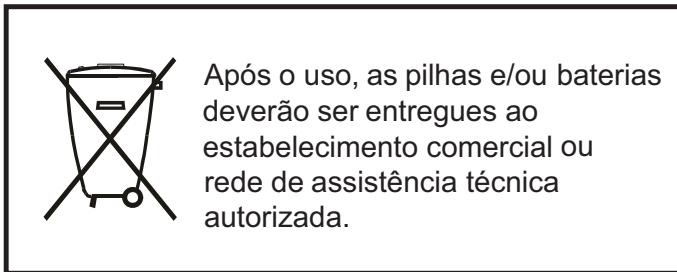 Após o uso, as pilhas e/ou baterias
deverão ser entregues ao
estabelecimento comercial ou
rede de assistência técnica
autorizada.